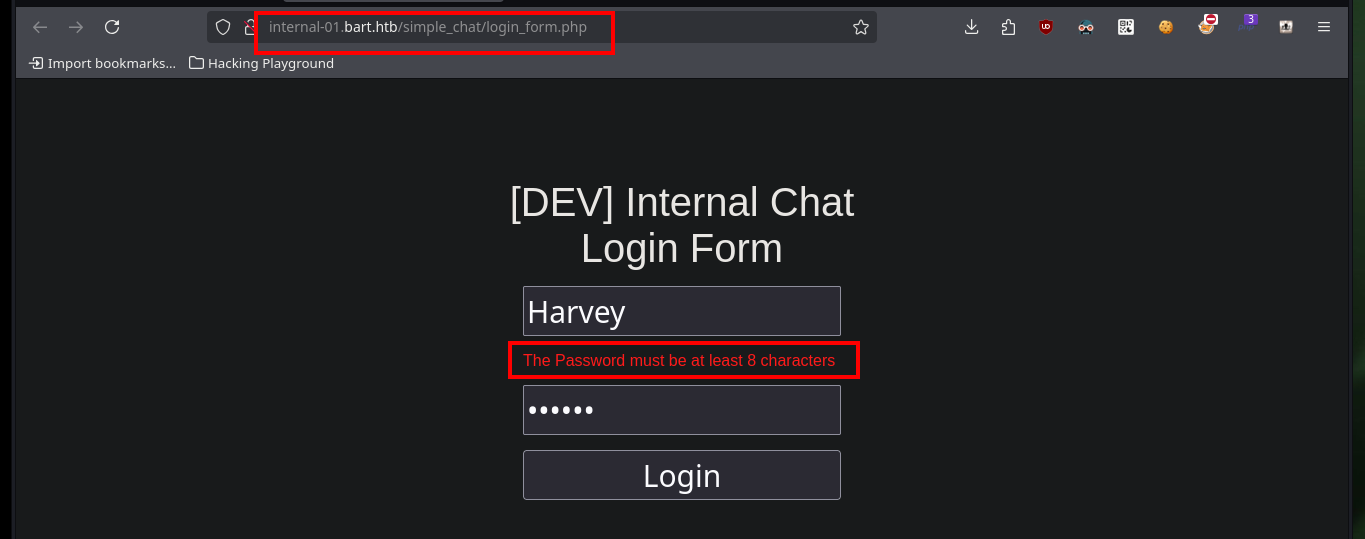 internal-01.bart.htb/simple_chat/login_form.php
3
Import bookmarks... Hacking Playground
[DEV] Internal Chat
Login Form
Harvey
The Password must be at least 8 characters
••••••
Login